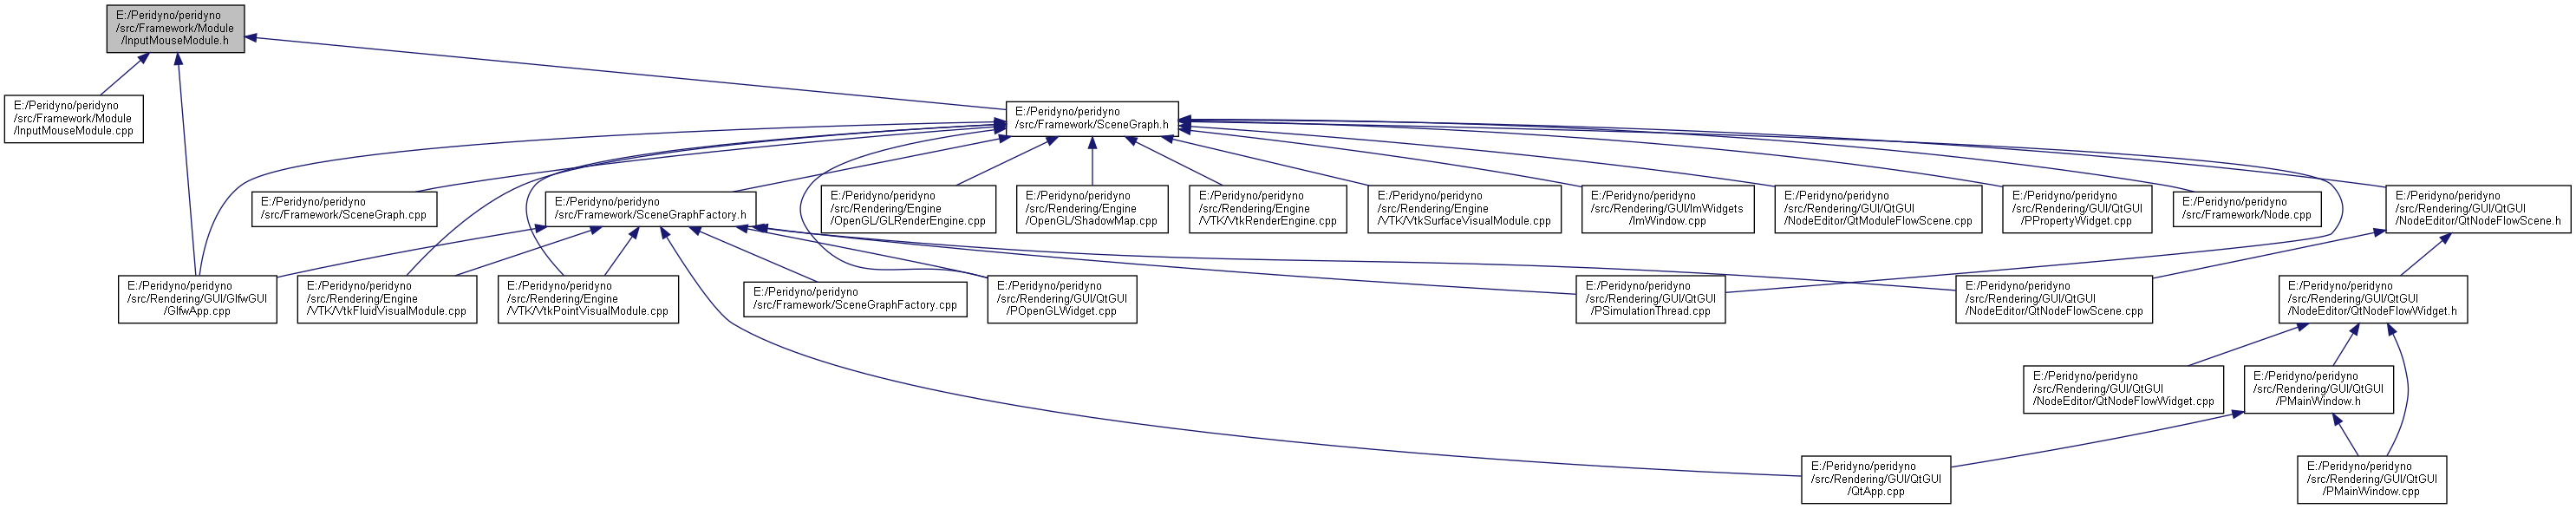 E:/Peridyno/peridyno
/src/Framework/Module
/InputMouseModule.h
E:/Peridyno/peridyno
/src/Framework/Module
/InputMouseModule.cpp
E:/Peridyno/peridyno
/src/Framework/SceneGraph.h
E:/Peridyno/peridyno
/src/Framework/SceneGraph.cpp
E:/Peridyno/peridyno
/src/Framework/SceneGraphFactory.h
E:/Peridyno/peridyno
/src/Rendering/Engine
/OpenGL/GLRenderEngine.cpp
E:/Peridyno/peridyno
/src/Rendering/Engine
/OpenGL/ShadowMap.cpp
E:/Peridyno/peridyno
/src/Rendering/Engine
/VTK/VtkRenderEngine.cpp
E:/Peridyno/peridyno
/src/Rendering/Engine
/VTK/VtkSurfaceVisualModule.cpp
E:/Peridyno/peridyno
/src/Rendering/GUI/ImWidgets
/ImWindow.cpp
E:/Peridyno/peridyno
/src/Rendering/GUI/QtGUI
/NodeEditor/QtModuleFlowScene.cpp
E:/Peridyno/peridyno
/src/Rendering/GUI/QtGUI
/PPropertyWidget.cpp
E:/Peridyno/peridyno
/src/Framework/Node.cpp
E:/Peridyno/peridyno
/src/Rendering/GUI/QtGUI
/NodeEditor/QtNodeFlowScene.h
E:/Peridyno/peridyno
/src/Rendering/GUI/GlfwGUI
/GlfwApp.cpp
E:/Peridyno/peridyno
/src/Rendering/Engine
/VTK/VtkFluidVisualModule.cpp
E:/Peridyno/peridyno
/src/Rendering/Engine
/VTK/VtkPointVisualModule.cpp
E:/Peridyno/peridyno
/src/Framework/SceneGraphFactory.cpp
E:/Peridyno/peridyno
/src/Rendering/GUI/QtGUI
/POpenGLWidget.cpp
E:/Peridyno/peridyno
/src/Rendering/GUI/QtGUI
/PSimulationThread.cpp
E:/Peridyno/peridyno
/src/Rendering/GUI/QtGUI
/NodeEditor/QtNodeFlowScene.cpp
E:/Peridyno/peridyno
/src/Rendering/GUI/QtGUI
/NodeEditor/QtNodeFlowWidget.h
E:/Peridyno/peridyno
/src/Rendering/GUI/QtGUI
/NodeEditor/QtNodeFlowWidget.cpp
E:/Peridyno/peridyno
/src/Rendering/GUI/QtGUI
/PMainWindow.h
E:/Peridyno/peridyno
/src/Rendering/GUI/QtGUI
/QtApp.cpp
E:/Peridyno/peridyno
/src/Rendering/GUI/QtGUI
/PMainWindow.cpp